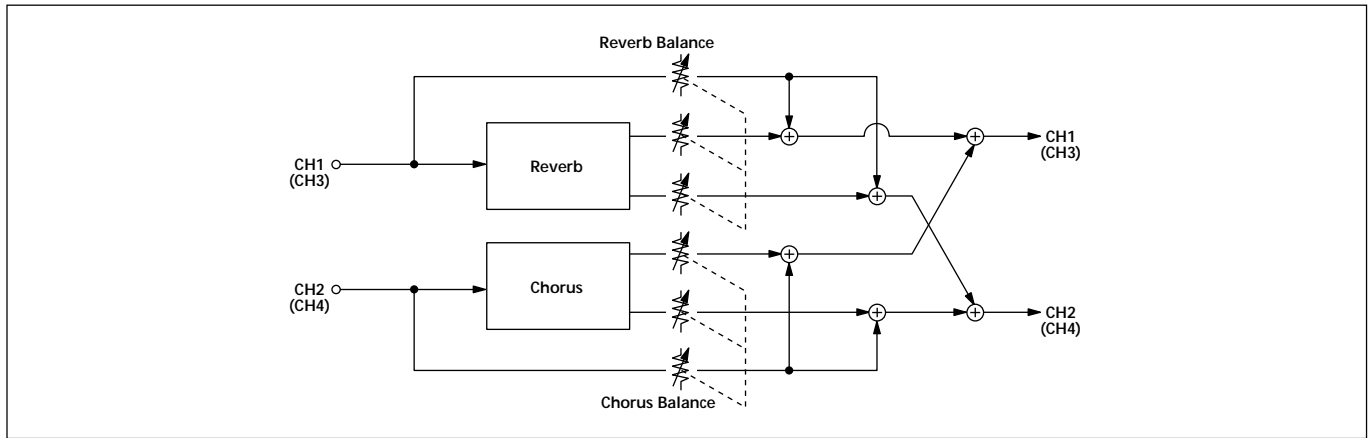 Reverb Balance
CH1
(CH3)
Reverb
CH1
(CH3)
CH2
(CH4)
Chorus
CH2
(CH4)
Chorus Balance